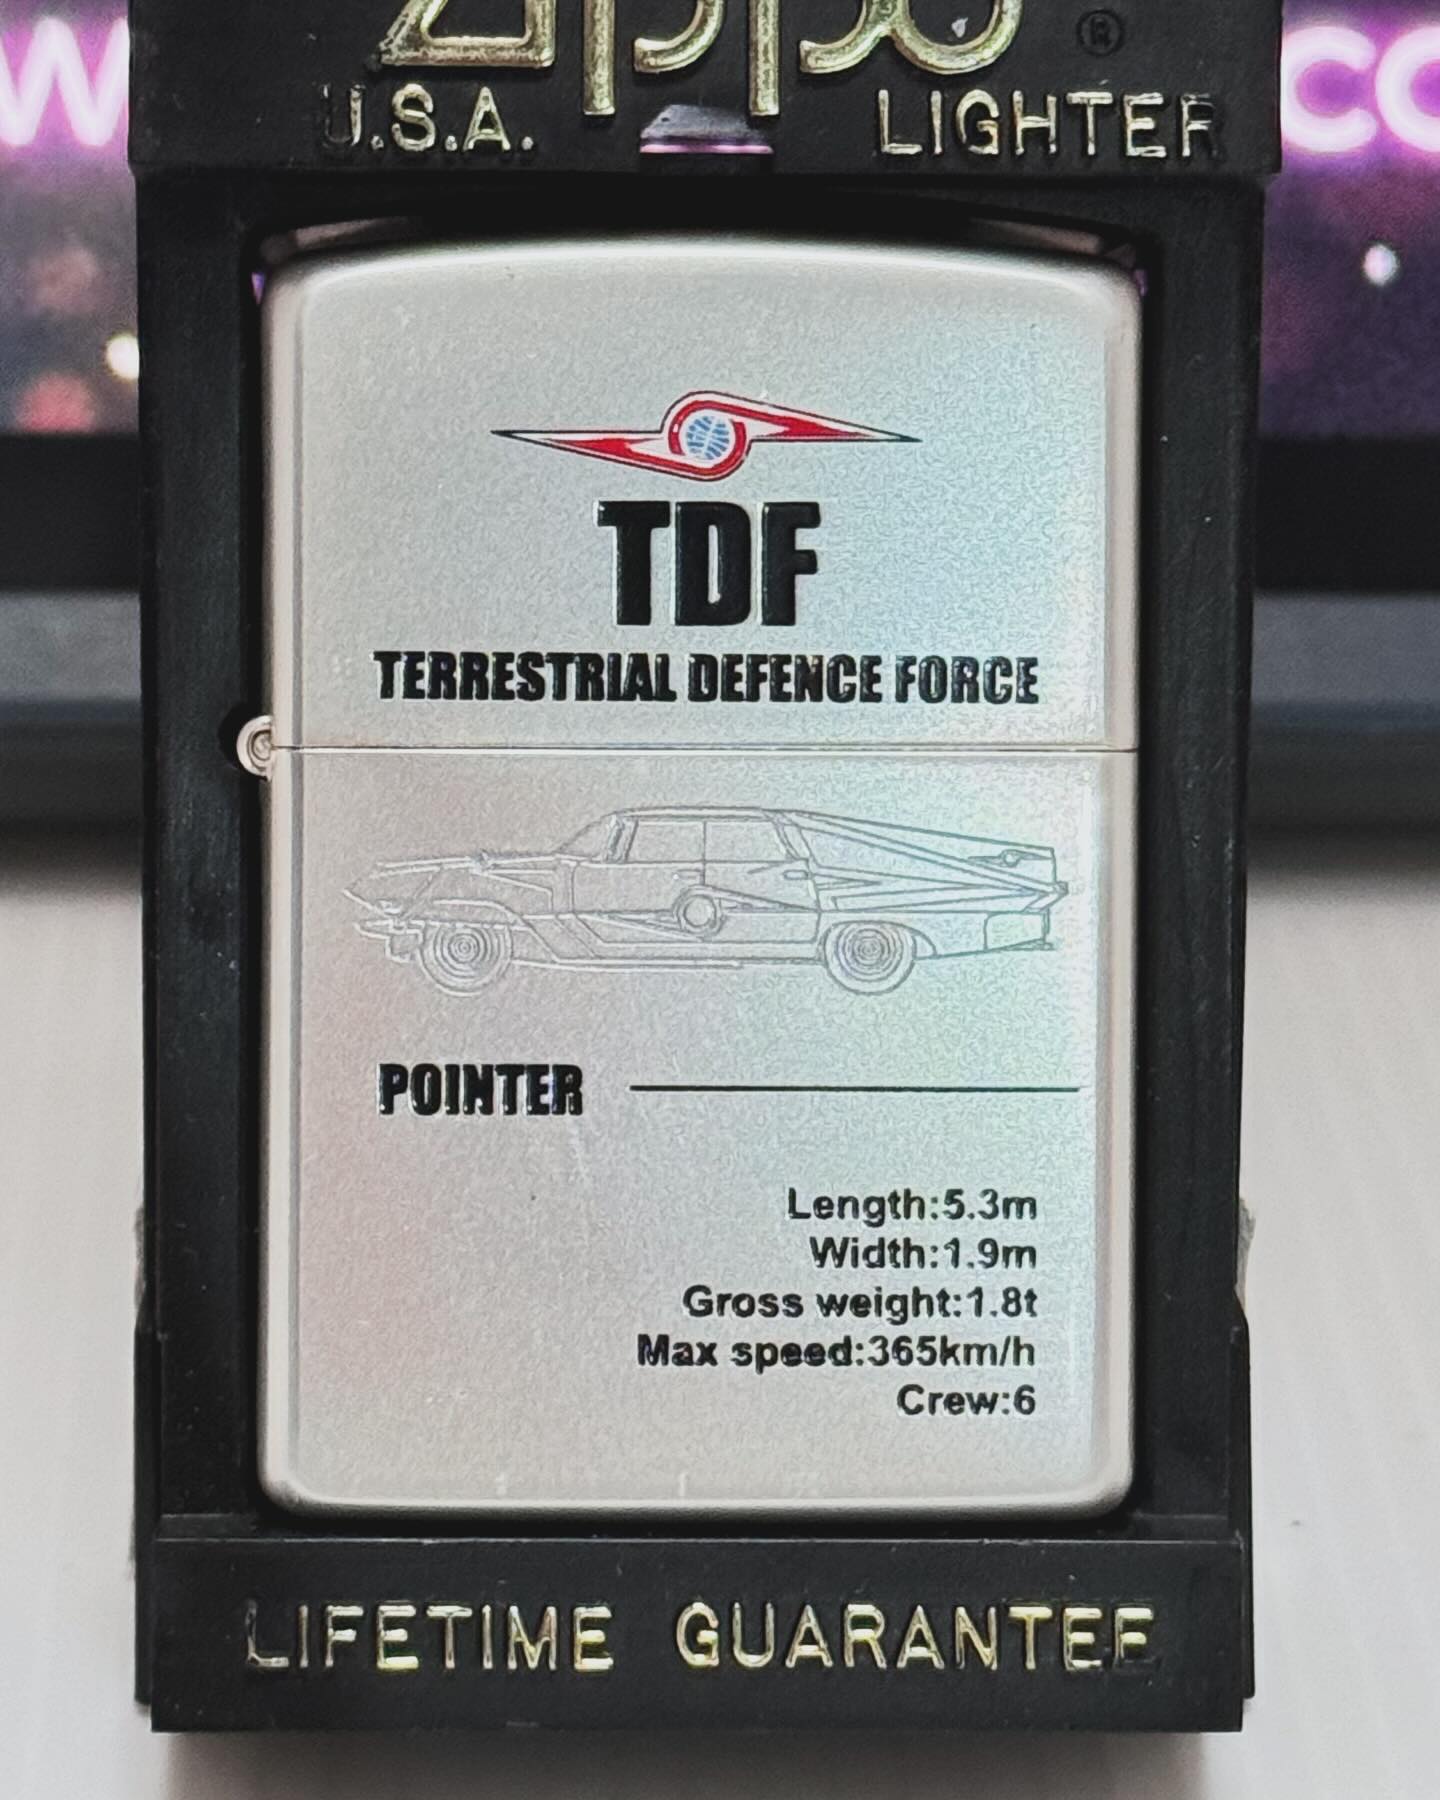 Zippo ®
U.S.A. LIGHTER
TDF
TERRESTRIAL DEFENCE FORCE
POINTER
Length:5.3m
Width:1.9m
Gross weight:1.8t
Max speed:365km/h
Crew:6
LIFETIME GUARANTEE